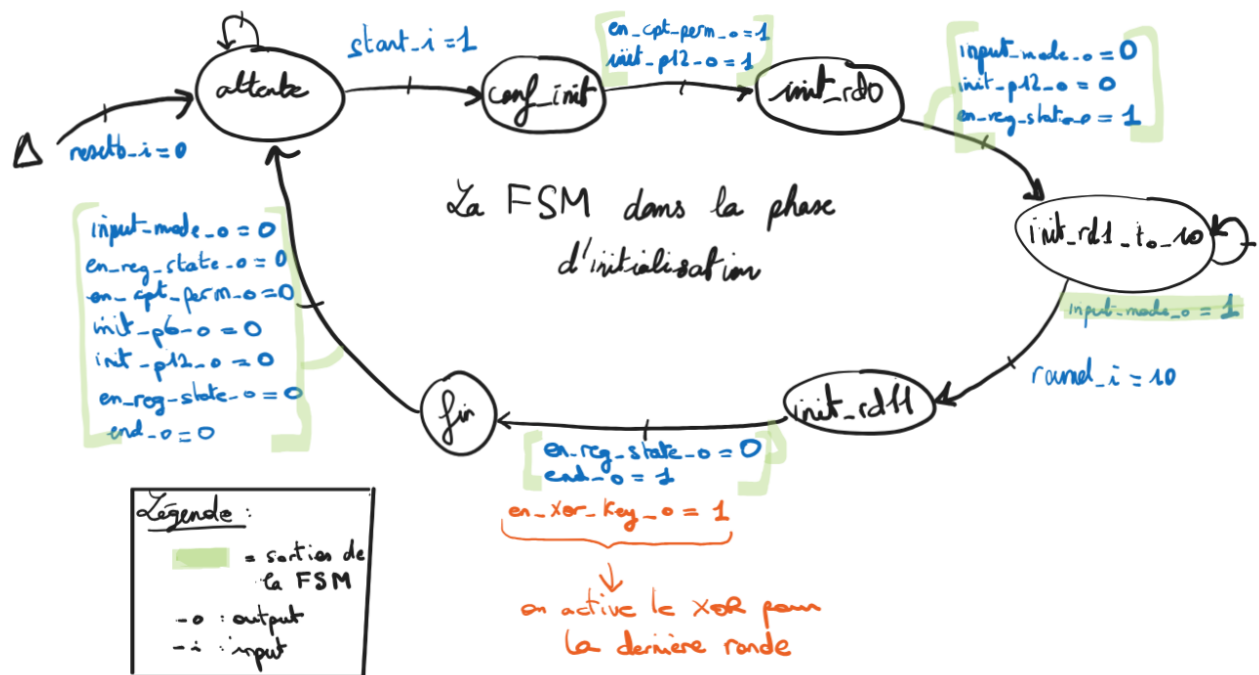 attente
start_i = 1
conf_init
en_cpt_perm_o = 1
init_p12_o = 1
init_rd0
input_mode_o = 0
init_p12_o = 0
en_reg_state_o = 1
resetb_i = 0
La FSM dans la phase
d'initialisation
init_rd1_to_10
input_mode_o = 1
round_i = 10
input_mode_o = 0
en_reg_state_o = 0
en_cpt_perm_o = 0
init_p6_o = 0
init_p12_o = 0
en_reg_state_o = 0
end_o = 0
fin
init_rd11
en_reg_state_o = 0
end_o = 1
en_xor_key_o = 1
on active le XOR pour
la dernière ronde
Légende :
= sorties de
la FSM
-o : output
-i : input